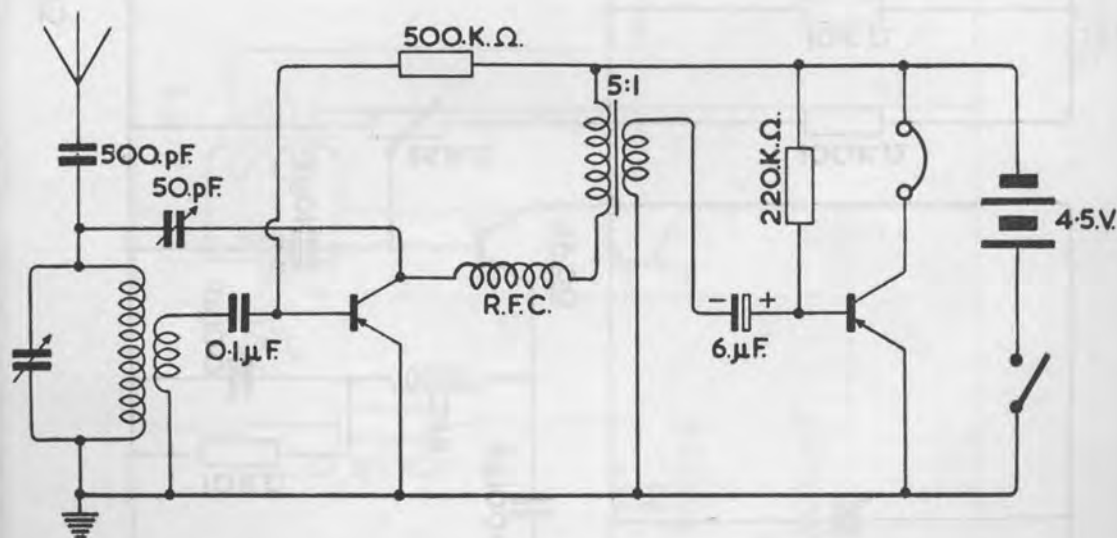 500.K.Ω.
5:1
500.pF.
50.pF.
220.K.Ω.
4·5.V.
R.F.C.
0·1.µF.
- +
6.µF.